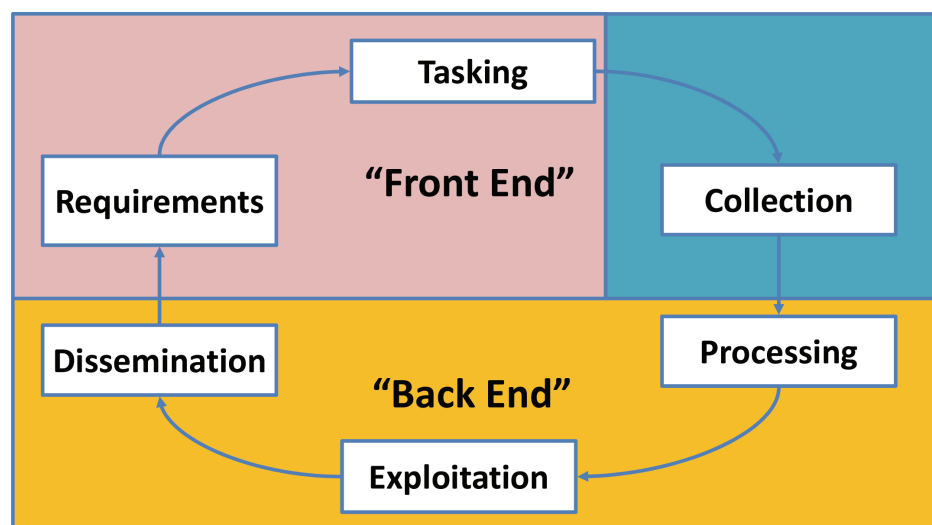 Tasking
Requirements
“Front End”
Collection
Dissemination
Processing
“Back End”
Exploitation